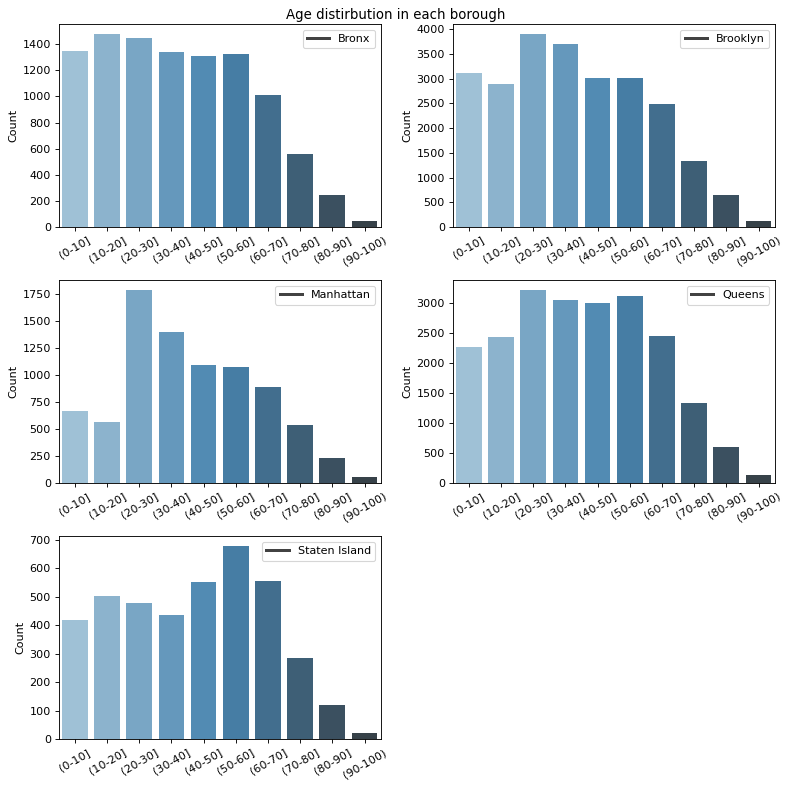 Age distirbution in each borough
Bronx
Count
1400
1200
1000
800
600
400
200
0
(0-10] (10-20] (20-30] (30-40] (40-50] (50-60] (60-70] (70-80] (80-90] (90-100)
Brooklyn
Count
4000
3500
3000
2500
2000
1500
1000
500
0
(0-10] (10-20] (20-30] (30-40] (40-50] (50-60] (60-70] (70-80] (80-90] (90-100)
Manhattan
Count
1750
1500
1250
1000
750
500
250
0
(0-10] (10-20] (20-30] (30-40] (40-50] (50-60] (60-70] (70-80] (80-90] (90-100)
Queens
Count
3000
2500
2000
1500
1000
500
0
(0-10] (10-20] (20-30] (30-40] (40-50] (50-60] (60-70] (70-80] (80-90] (90-100)
Staten Island
Count
700
600
500
400
300
200
100
0
(0-10] (10-20] (20-30] (30-40] (40-50] (50-60] (60-70] (70-80] (80-90] (90-100)